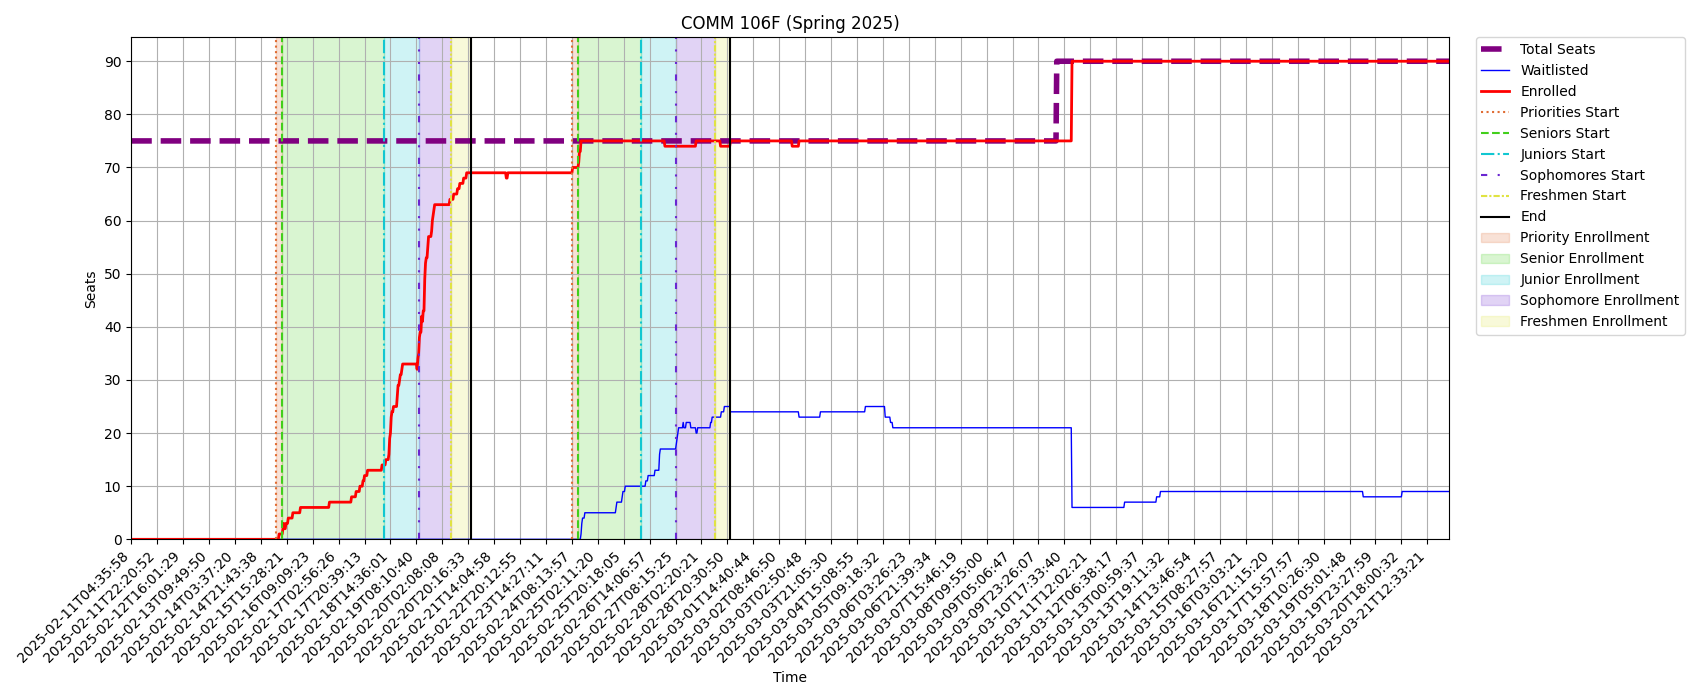 COMM 106F (Spring 2025)
Seats
90
80
70
60
50
40
30
20
10
0
2025-02-11T04:35:58
2025-02-11T22:20:52
2025-02-12T16:01:29
2025-02-13T09:49:50
2025-02-14T03:37:20
2025-02-14T21:43:38
2025-02-15T15:28:21
2025-02-16T09:09:23
2025-02-17T02:56:26
2025-02-17T20:39:13
2025-02-18T14:36:01
2025-02-19T08:10:40
2025-02-20T02:08:08
2025-02-20T20:16:33
2025-02-21T14:04:58
2025-02-22T20:12:55
2025-02-23T14:27:11
2025-02-24T08:13:57
2025-02-25T02:11:20
2025-02-25T20:18:05
2025-02-26T14:06:57
2025-02-27T08:15:25
2025-02-28T02:20:21
2025-02-28T20:30:50
2025-03-01T14:40:44
2025-03-02T08:46:50
2025-03-03T02:50:48
2025-03-03T21:05:30
2025-03-04T15:08:55
2025-03-05T09:18:32
2025-03-06T03:26:23
2025-03-06T21:39:34
2025-03-07T15:46:19
2025-03-08T09:55:00
2025-03-09T05:06:47
2025-03-09T23:26:07
2025-03-10T17:33:40
2025-03-11T12:02:21
2025-03-12T06:38:17
2025-03-13T00:59:37
2025-03-13T19:11:32
2025-03-14T13:46:54
2025-03-15T08:27:57
2025-03-16T03:03:21
2025-03-16T21:15:20
2025-03-17T15:57:57
2025-03-18T10:26:30
2025-03-19T05:01:48
2025-03-19T23:27:59
2025-03-20T18:00:32
2025-03-21T12:33:21
Time
Total Seats
Waitlisted
Enrolled
Priorities Start
Seniors Start
Juniors Start
Sophomores Start
Freshmen Start
End
Priority Enrollment
Senior Enrollment
Junior Enrollment
Sophomore Enrollment
Freshmen Enrollment